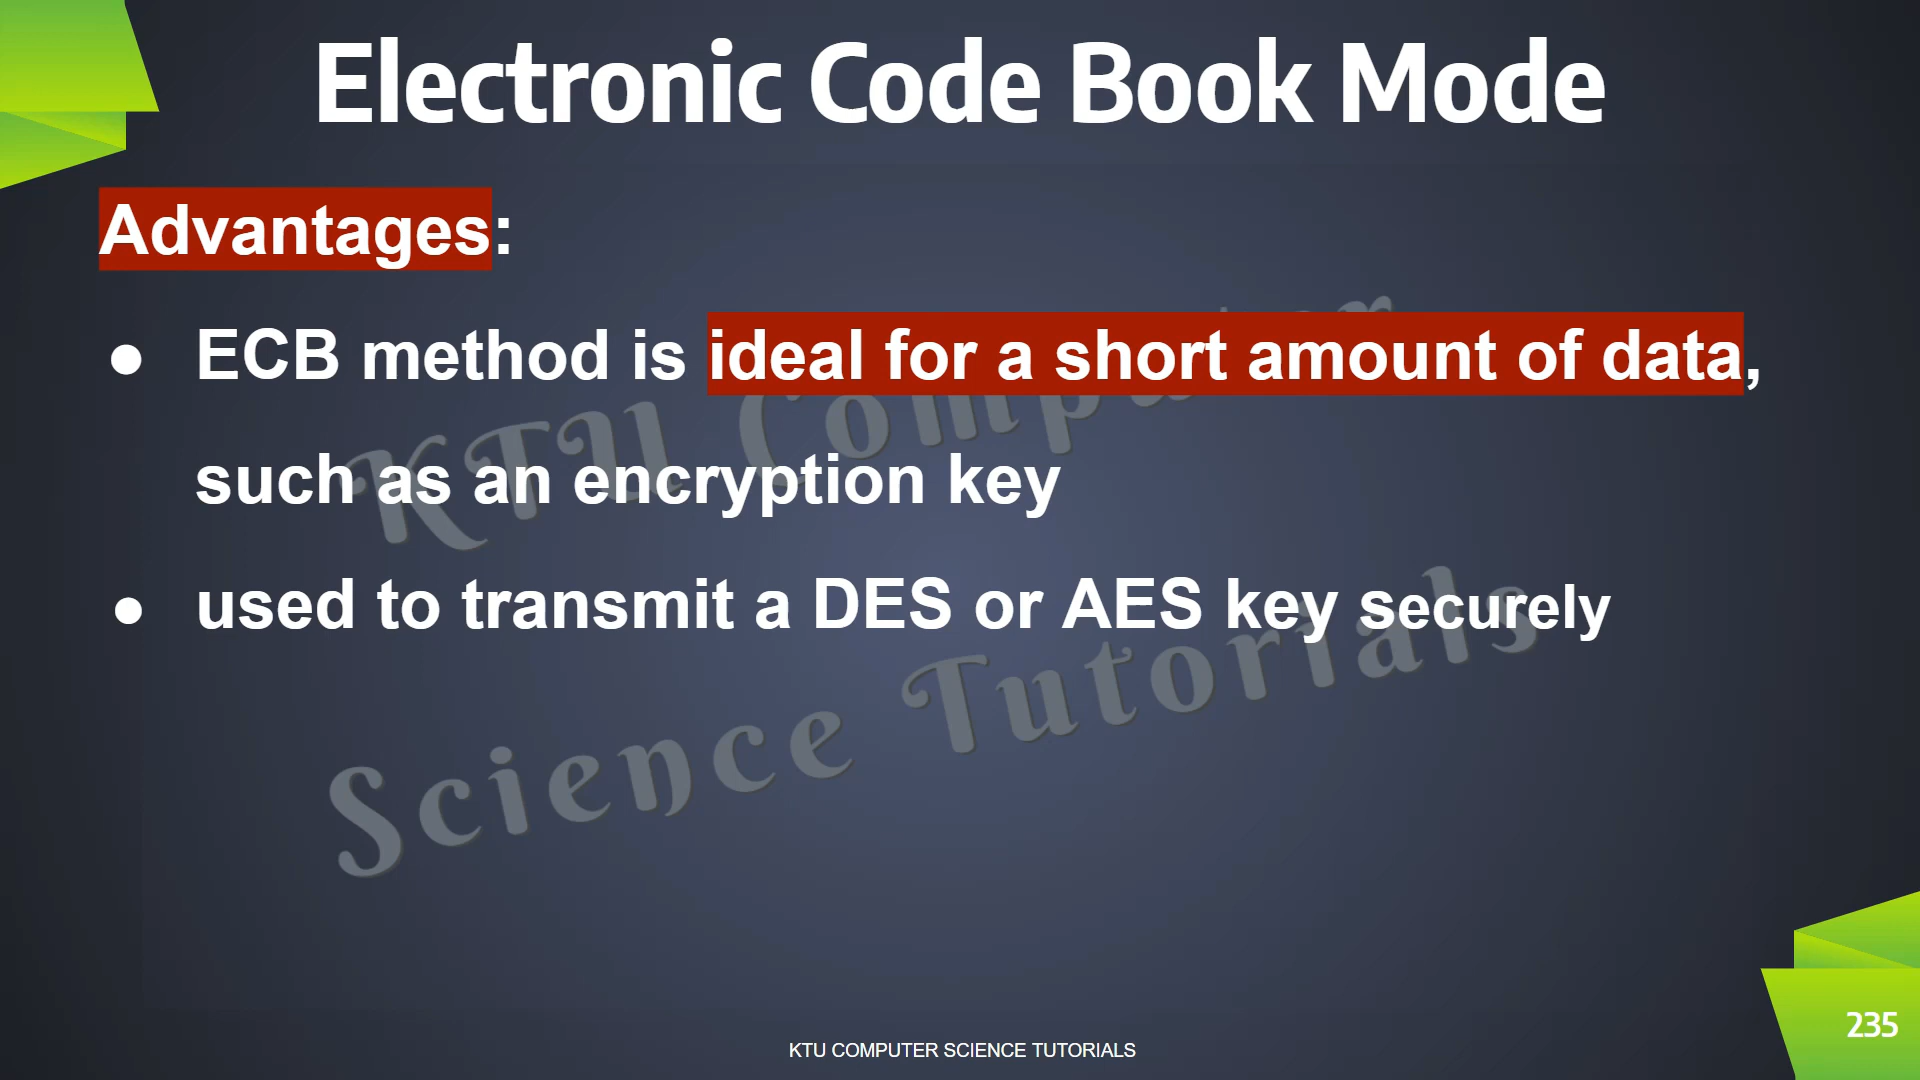 Electronic Code Book Mode
Advantages:
● ECB method is ideal for a short amount of data,
such as an encryption key
● used to transmit a DES or AES key securely
KTU Computer
Science Tutorials
KTU COMPUTER SCIENCE TUTORIALS
235